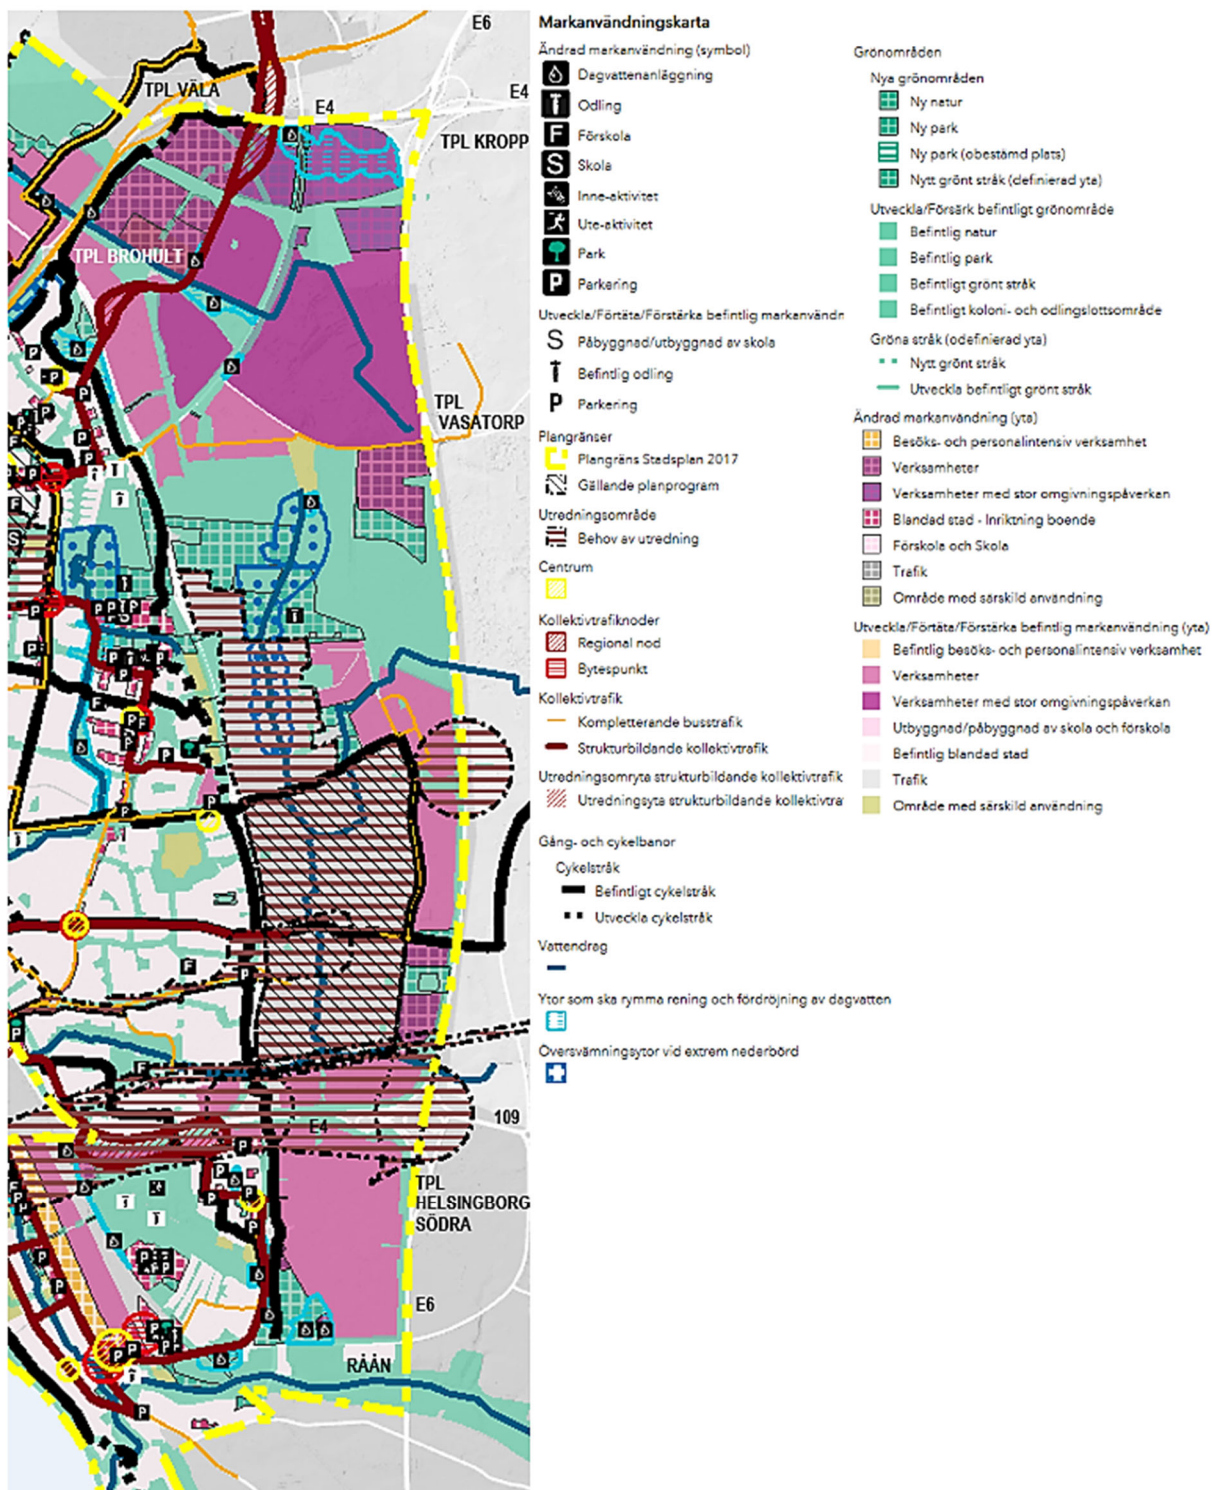 E6
E4
TPL VÄLA
E4
TPL KROPP
TPL BROHULT
TPL
VASATORP
109
E4
TPL
HELSINGBORG
SÖDRA
E6
RÅÅN
Markanvändningskarta
Ändrad markanvändning (symbol)
Dagvattenanläggning
Odling
F Förskola
S Skola
Inne-aktivitet
Ute-aktivitet
Park
P Parkering
Utveckla/Förtäta/Förstärka befintlig markanvändn
S Påbyggnad/utbyggnad av skola
Befintlig odling
P Parkering
Plangränser
Plangräns Stadsplan 2017
Gällande planprogram
Utredningsområde
Behov av utredning
Centrum
Kollektivtrafiknoder
Regional nod
Bytespunkt
Kollektivtrafik
Kompletterande busstrafik
Strukturbildande kollektivtrafik
Utredningsomryta strukturbildande kollektivtrafik
Utredningsyta strukturbildande kollektivtra
Gång- och cykelbanor
Cykelstråk
Befintligt cykelstråk
Utveckla cykelstråk
Vattendrag
Ytor som ska rymma rening och fördröjning av dagvatten
Översvämningsytor vid extrem nederbörd
Grönområden
Nya grönområden
Ny natur
Ny park
Ny park (obestämd plats)
Nytt grönt stråk (definierad yta)
Utveckla/Försärk befintligt grönområde
Befintlig natur
Befintlig park
Befintligt grönt stråk
Befintligt koloni- och odlingslottsområde
Gröna stråk (odefinierad yta)
Nytt grönt stråk
Utveckla befintligt grönt stråk
Ändrad markanvändning (yta)
Besöks- och personalintensiv verksamhet
Verksamheter
Verksamheter med stor omgivningspåverkan
Blandad stad - Inriktning boende
Förskola och Skola
Trafik
Område med särskild användning
Utveckla/Förtäta/Förstärka befintlig markanvändning (yta)
Befintlig besöks- och personalintensiv verksamhet
Verksamheter
Verksamheter med stor omgivningspåverkan
Utbyggnad/påbyggnad av skola och förskola
Befintlig blandad stad
Trafik
Område med särskild användning